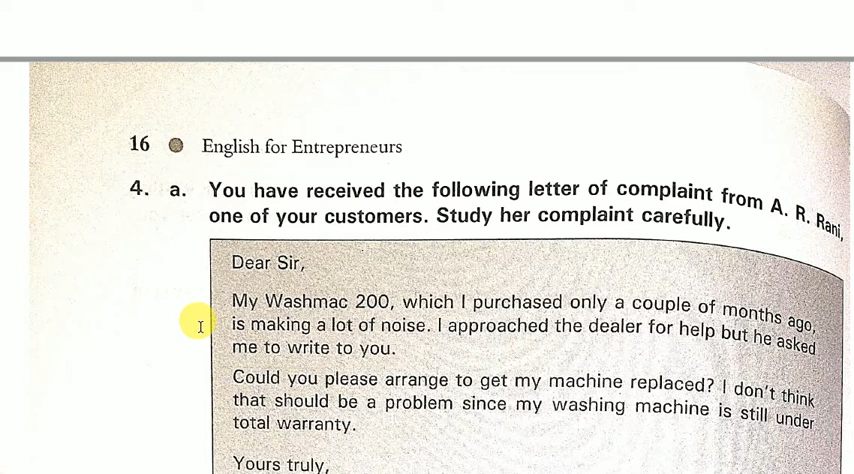 16 English for Entrepreneurs
4. a. You have received the following letter of complaint from A. R. Rani,
one of your customers. Study her complaint carefully.
Dear Sir,
My Washmac 200, which I purchased only a couple of months ago,
is making a lot of noise. I approached the dealer for help but he asked
me to write to you.
Could you please arrange to get my machine replaced? I don't think
that should be a problem since my washing machine is still under
total warranty.
Yours truly,